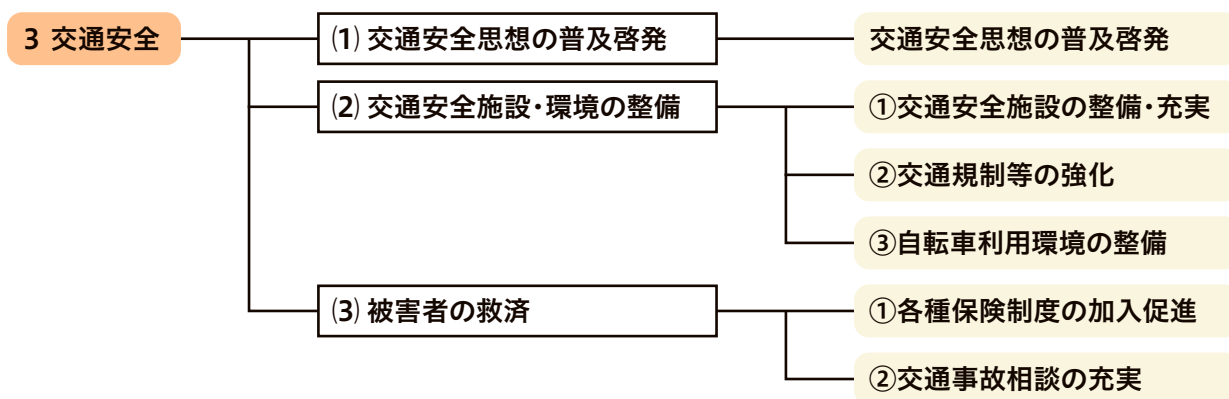 3 交通安全
⑴ 交通安全思想の普及啓発
交通安全思想の普及啓発
⑵ 交通安全施設・環境の整備
①交通安全施設の整備・充実
②交通規制等の強化
③自転車利用環境の整備
⑶ 被害者の救済
①各種保険制度の加入促進
②交通事故相談の充実